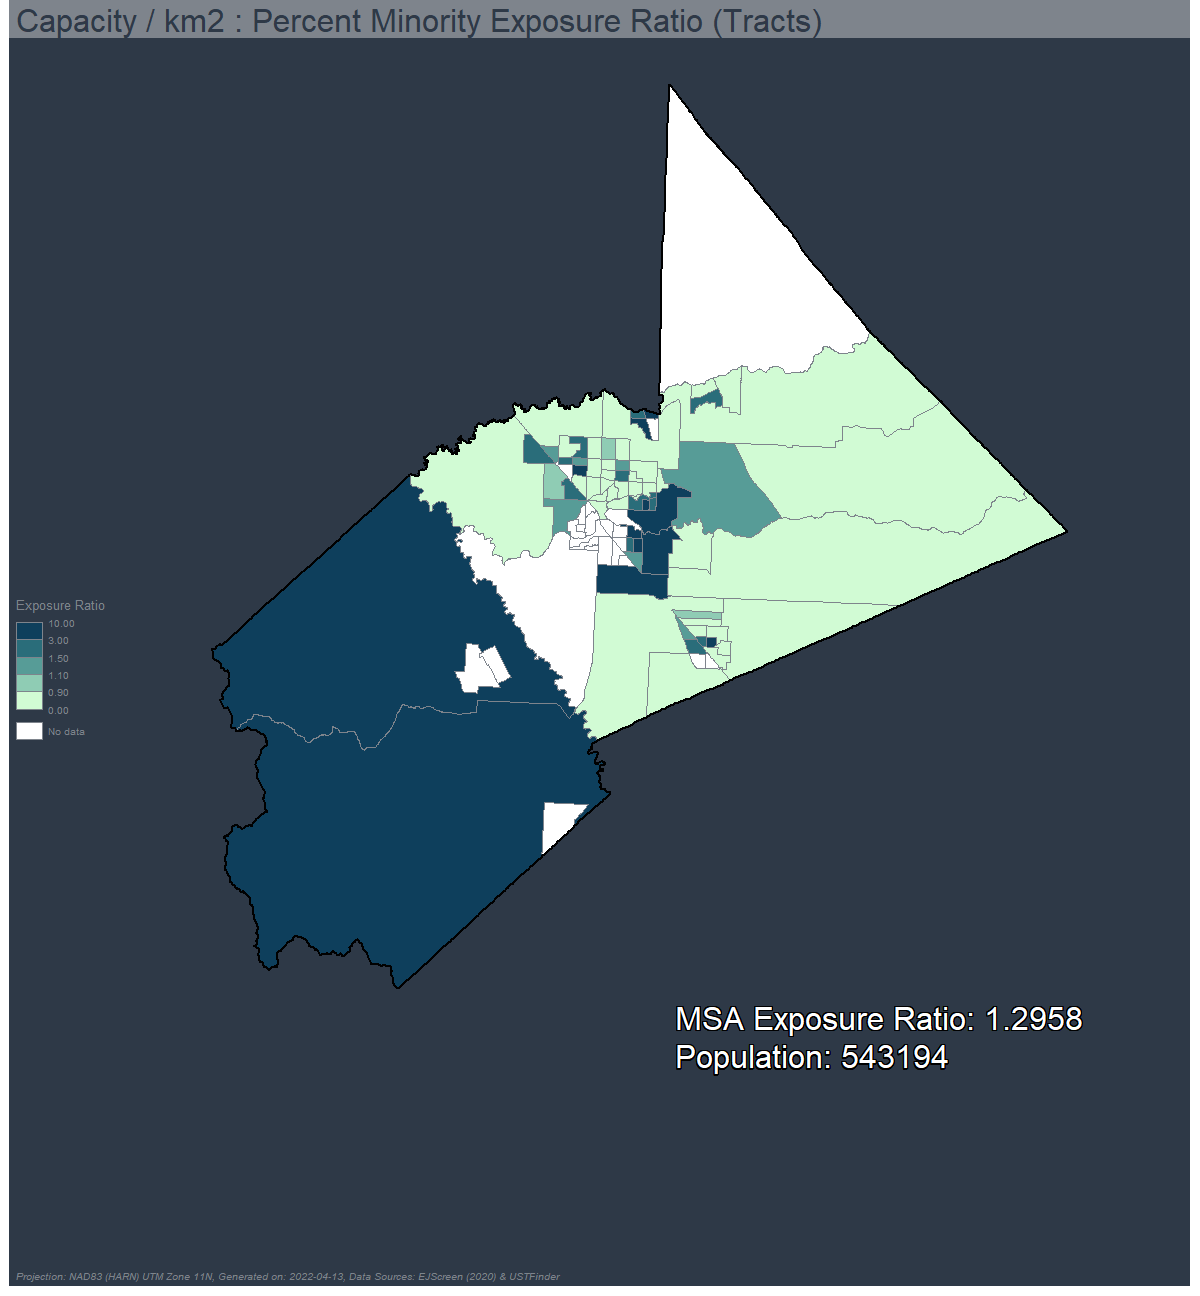 Capacity / km2 : Percent Minority Exposure Ratio (Tracts)
Exposure Ratio
10.00
3.00
1.50
1.10
0.90
0.00
No data
MSA Exposure Ratio: 1.2958
Population: 543194
Projection: NAD83 (HARN) UTM Zone 11N, Generated on: 2022-04-13, Data Sources: EJScreen (2020) & USTFinder